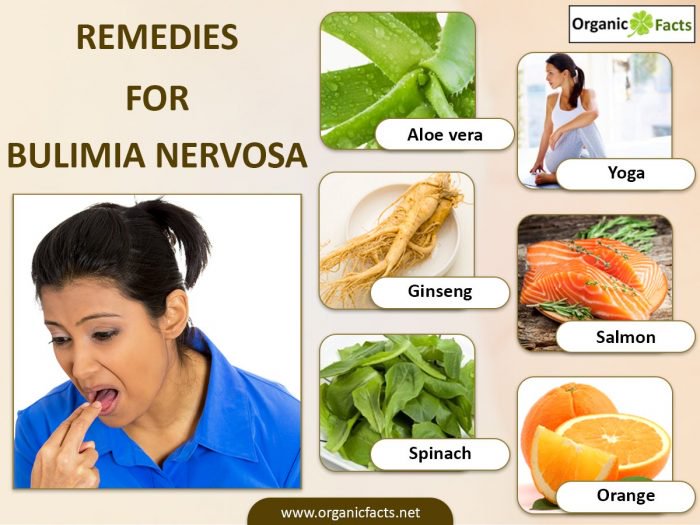 REMEDIES
FOR
BULIMIA NERVOSA
Organic Facts
Aloe vera
Yoga
Ginseng
Salmon
Spinach
Orange
www.organicfacts.net